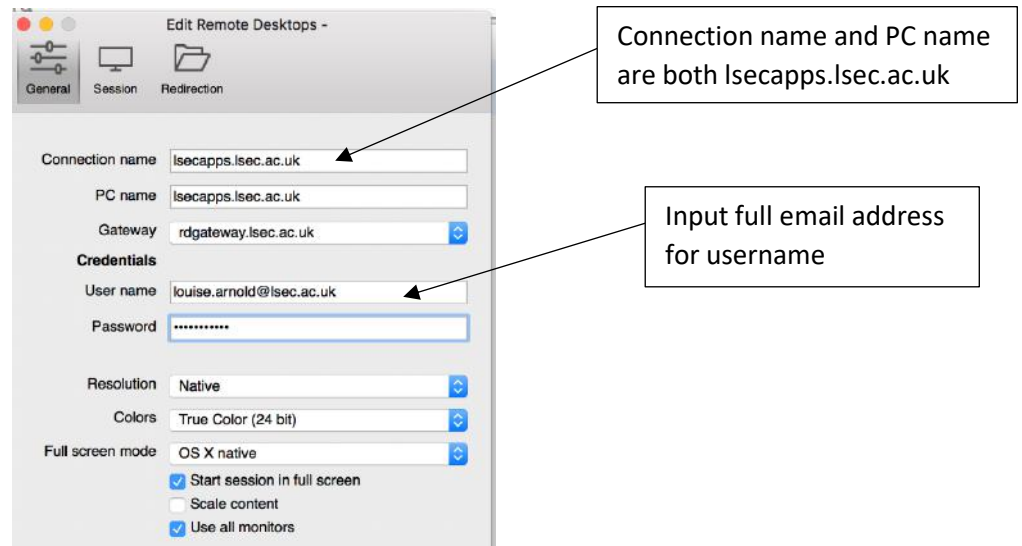 Edit Remote Desktops -
General Session Redirection
Connection name lsecapps.lsec.ac.uk
PC name lsecapps.lsec.ac.uk
Gateway rdgateway.lsec.ac.uk
Credentials
User name louise.arnold@lsec.ac.uk
Password •••••••••••
Resolution Native
Colors True Color (24 bit)
Full screen mode OS X native
Start session in full screen
Scale content
Use all monitors
Connection name and PC name
are both lsecapps.lsec.ac.uk
Input full email address
for username